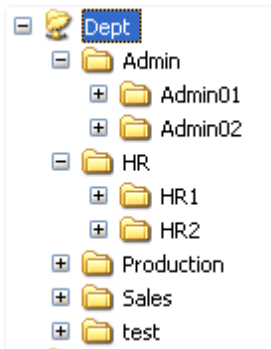 Dept
Admin
Admin01
Admin02
HR
HR1
HR2
Production
Sales
test